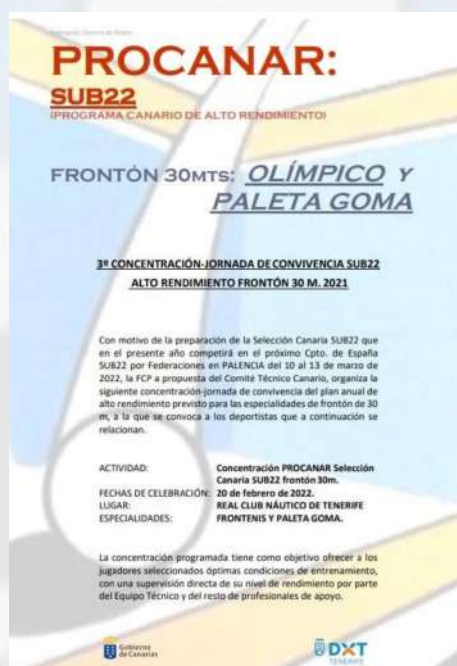 Federación Canaria de Pelota
PROCANAR:
SUB22
(PROGRAMA CANARIO DE ALTO RENDIMIENTO)
FRONTÓN 30MTS: OLÍMPICO Y
PALETA GOMA
3ª CONCENTRACIÓN-JORNADA DE CONVIVENCIA SUB22
ALTO RENDIMIENTO FRONTÓN 30 M. 2021
Con motivo de la preparación de la Selección Canaria SUB22 que
en el presente año competirá en el próximo Cpto. de España
SUB22 por Federaciones en PALENCIA del 10 al 13 de marzo de
2022, la FCP a propuesta del Comité Técnico Canario, organiza la
siguiente concentración-jornada de convivencia del plan anual de
alto rendimiento previsto para las especialidades de frontón de 30
m, a la que se convoca a los deportistas que a continuación se
relacionan.
ACTIVIDAD: Concentración PROCANAR Selección
Canaria SUB22 frontón 30m.
FECHAS DE CELEBRACIÓN: 20 de febrero de 2022.
LUGAR: REAL CLUB NÁUTICO DE TENERIFE
ESPECIALIDADES: FRONTENIS Y PALETA GOMA.
La concentración programada tiene como objetivo ofrecer a los
jugadores seleccionados óptimas condiciones de entrenamiento,
con una supervisión directa de su nivel de rendimiento por parte
del Equipo Técnico y del resto de profesionales de apoyo.
Gobierno
de Canarias
DXT
TENERIFE